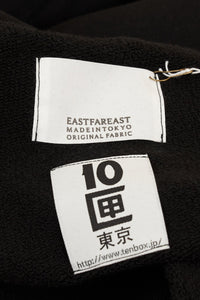 EASTFAREAST
MADEINTOKYO
ORIGINAL FABRIC
10
匣
東京
http://www.tenbox.jp/